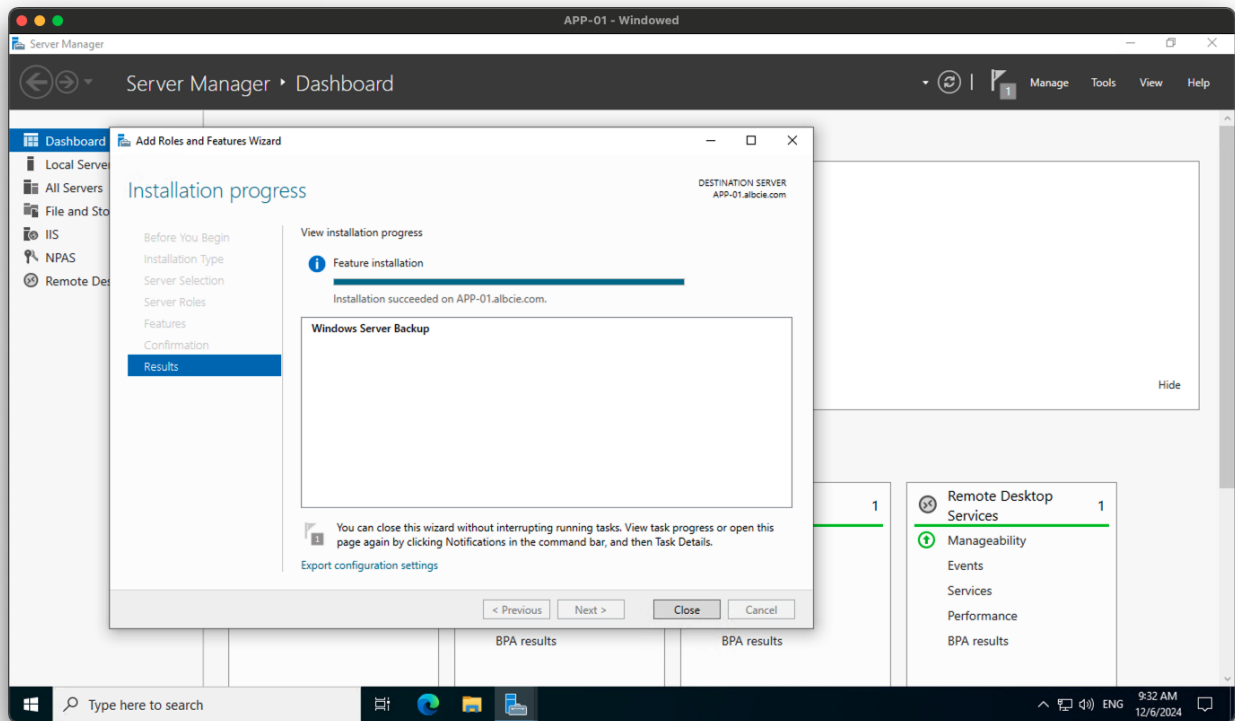 APP-01 - Windowed
Server Manager
Server Manager ‣ Dashboard
1
Manage
Tools
View
Help
Dashboard
Local Server
All Servers
File and Sto
IIS
NPAS
Remote Des
Add Roles and Features Wizard
Installation progress
DESTINATION SERVER
APP-01.albcie.com
Before You Begin
Installation Type
Server Selection
Server Roles
Features
Confirmation
Results
View installation progress
Feature installation
Installation succeeded on APP-01.albcie.com.
Windows Server Backup
1
You can close this wizard without interrupting running tasks. View task progress or open this
page again by clicking Notifications in the command bar, and then Task Details.
Export configuration settings
< Previous
Next >
Close
Cancel
Hide
BPA results
1
BPA results
Remote Desktop
Services
1
Manageability
Events
Services
Performance
BPA results
Type here to search
ENG
9:32 AM
12/6/2024